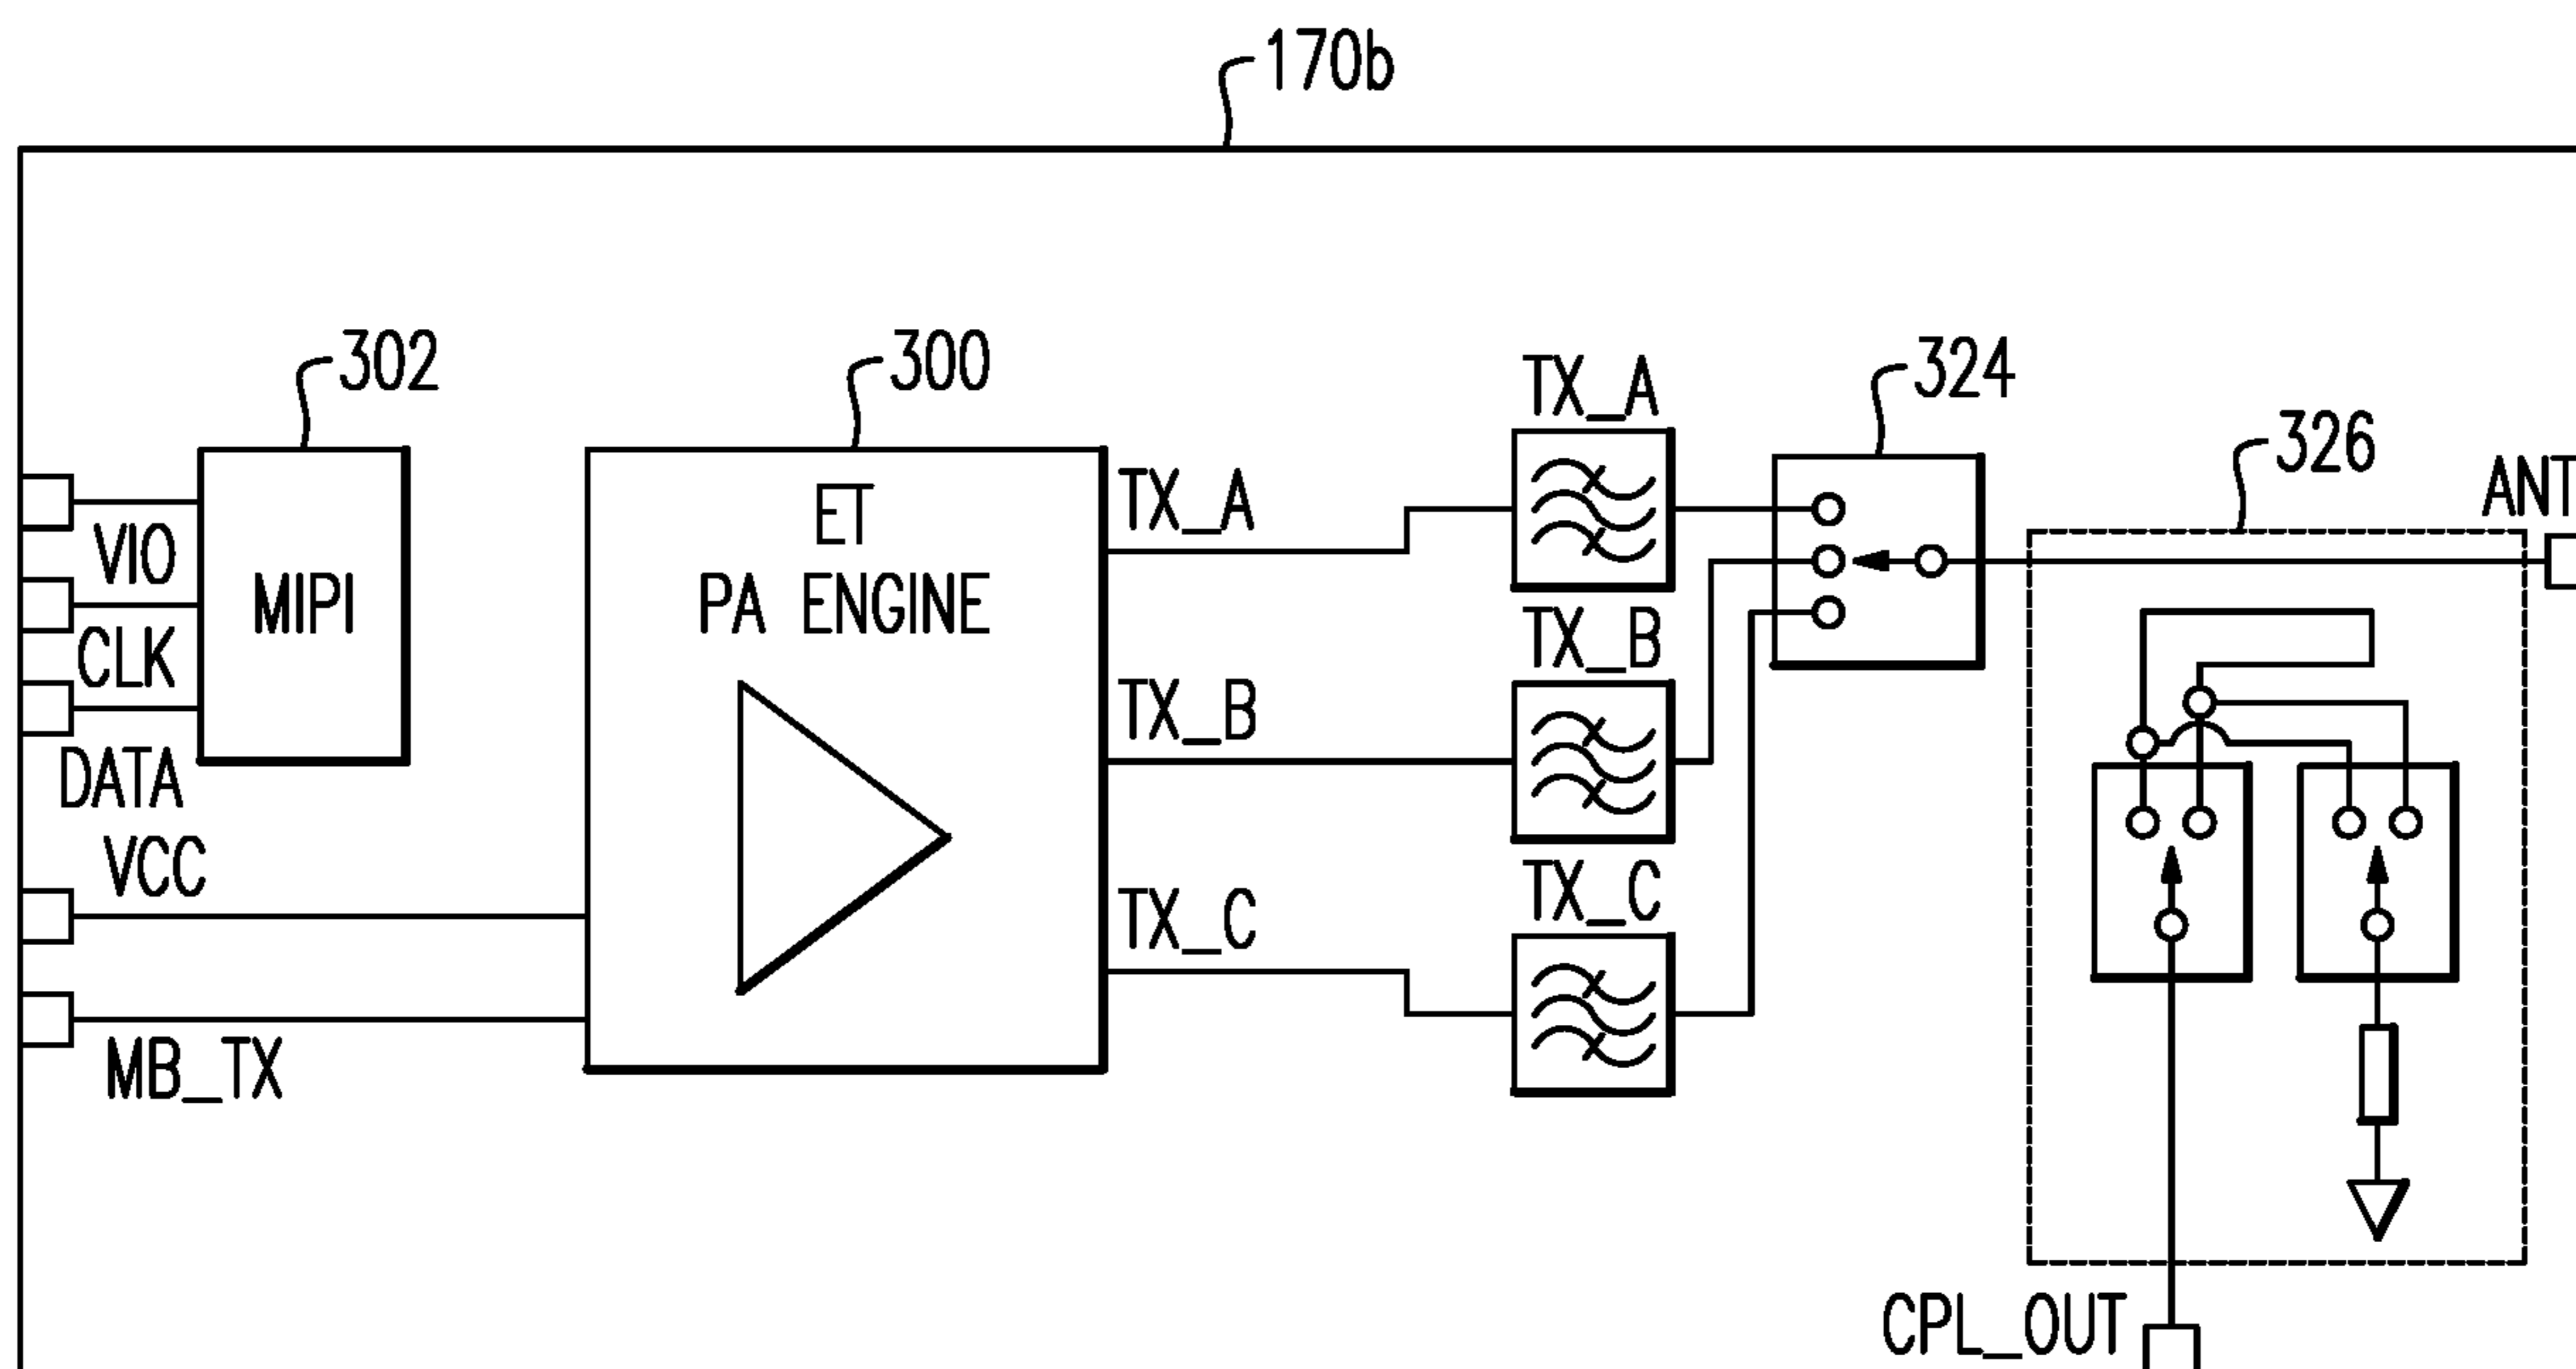 170b
302
300
324
326
ANT
VIO
CLK
DATA
MIPI
VCC
MB_TX
ET
PA ENGINE
TX_A
TX_B
TX_C
TX_A
TX_B
TX_C
CPL_OUT